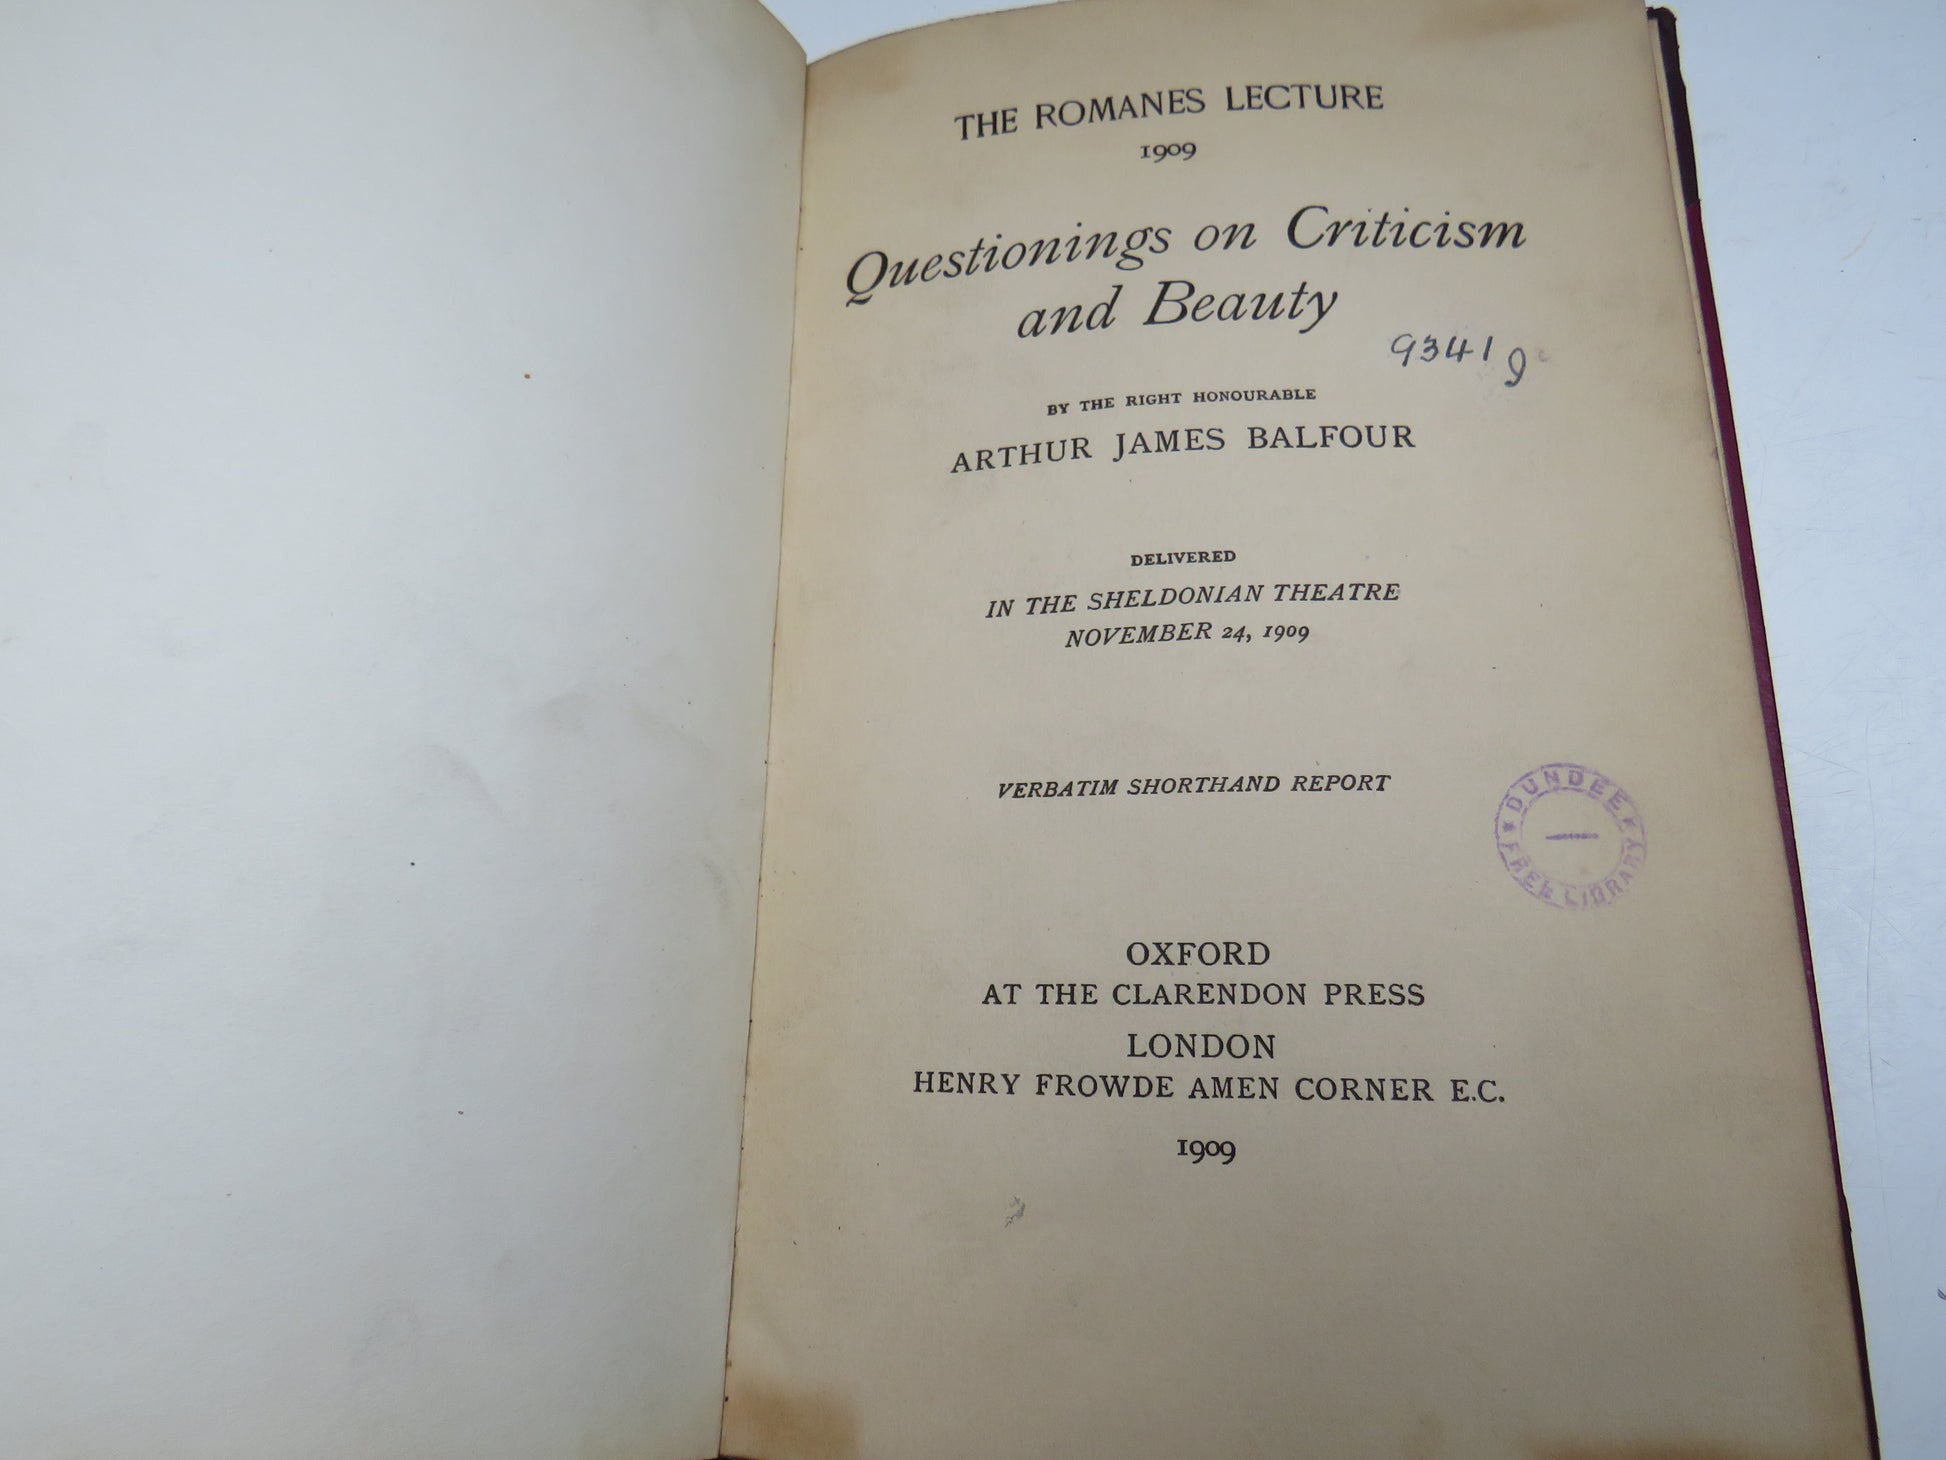 THE ROMANES LECTURE
1909
Questionings on Criticism
and Beauty
9341
BY THE RIGHT HONOURABLE
ARTHUR JAMES BALFOUR
DELIVERED
IN THE SHELDONIAN THEATRE
NOVEMBER 24, 1909
VERBATIM SHORTHAND REPORT
DUNDEE
FREE LIBRARY
OXFORD
AT THE CLARENDON PRESS
LONDON
HENRY FROWDE AMEN CORNER E.C.
1909